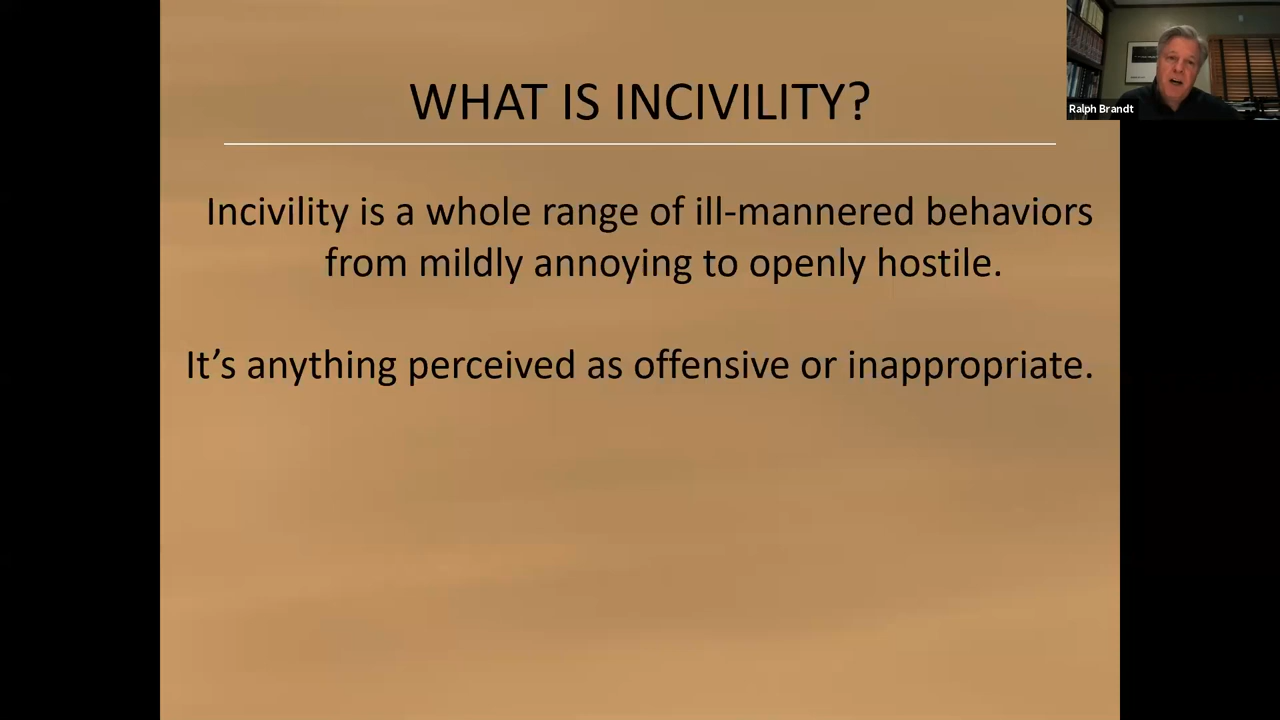 WHAT IS INCIVILITY?
Ralph Brandt
Incivility is a whole range of ill-mannered behaviors
from mildly annoying to openly hostile.
It’s anything perceived as offensive or inappropriate.